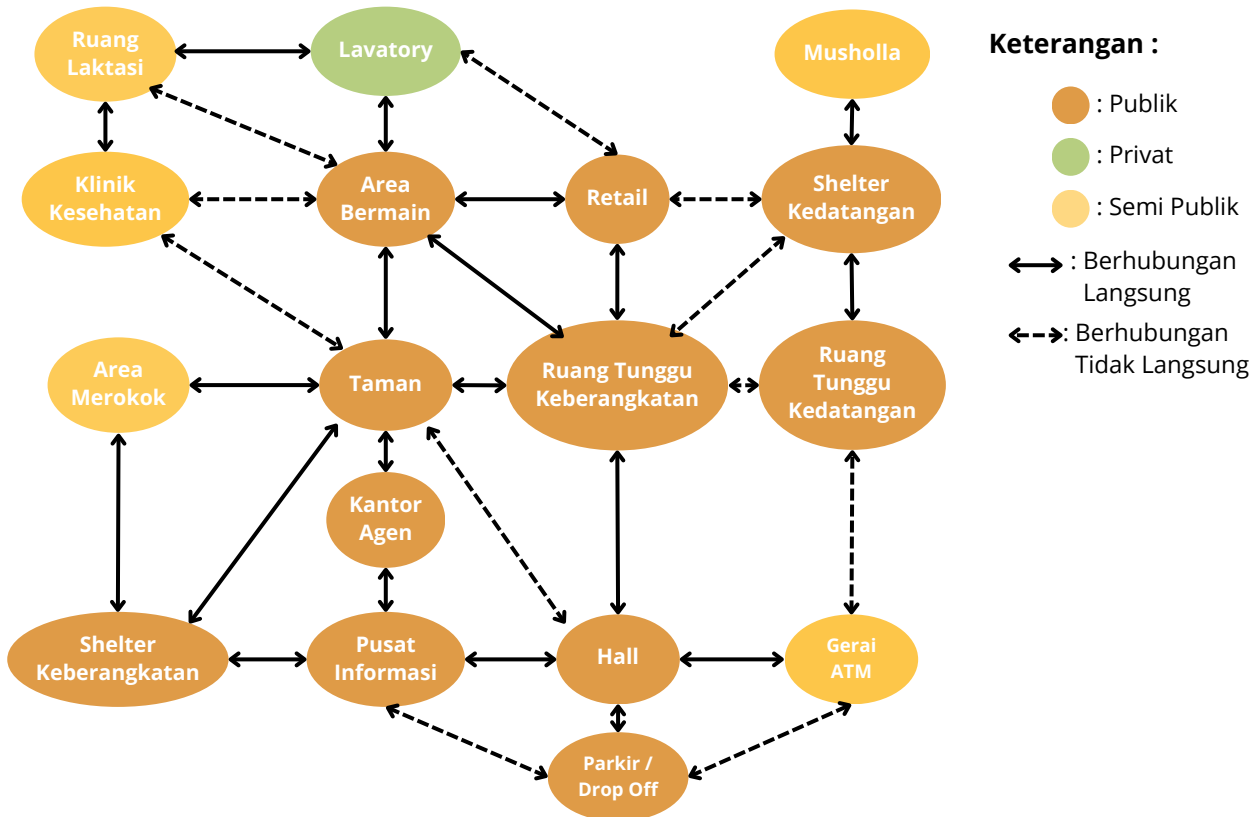 Ruang
Laktasi
Lavatory
Musholla
Klinik
Kesehatan
Area
Bermain
Retail
Shelter
Kedatangan
Area
Merokok
Taman
Ruang Tunggu
Keberangkatan
Ruang
Tunggu
Kedatangan
Kantor
Agen
Shelter
Keberangkatan
Pusat
Informasi
Hall
Gerai
ATM
Parkir /
Drop Off
Keterangan :
: Publik
: Privat
: Semi Publik
: Berhubungan
Langsung
: Berhubungan
Tidak Langsung